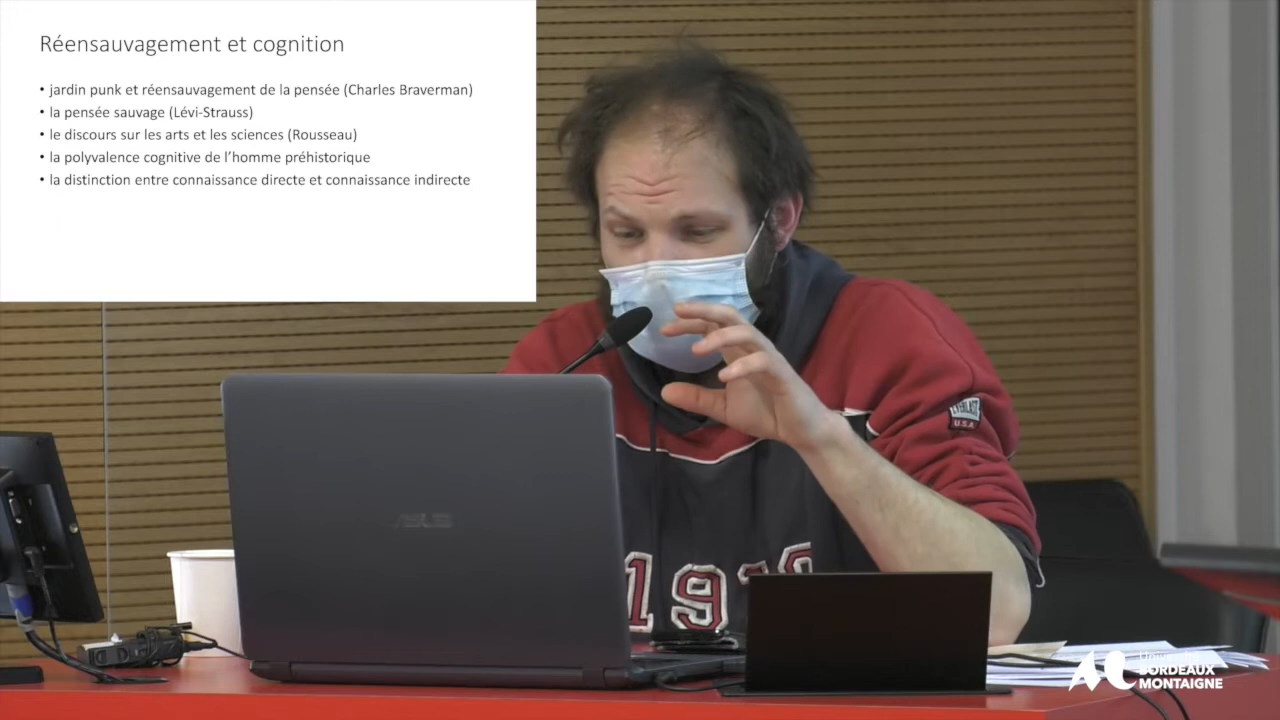 Réensauvagement et cognition
• jardin punk et réensauvagement de la pensée (Charles Braverman)
• la pensée sauvage (Lévi-Strauss)
• le discours sur les arts et les sciences (Rousseau)
• la polyvalence cognitive de l'homme préhistorique
• la distinction entre connaissance directe et connaissance indirecte
EVERLAST
U.S.A.
ASUS
BORDEAUX
MONTAIGNE